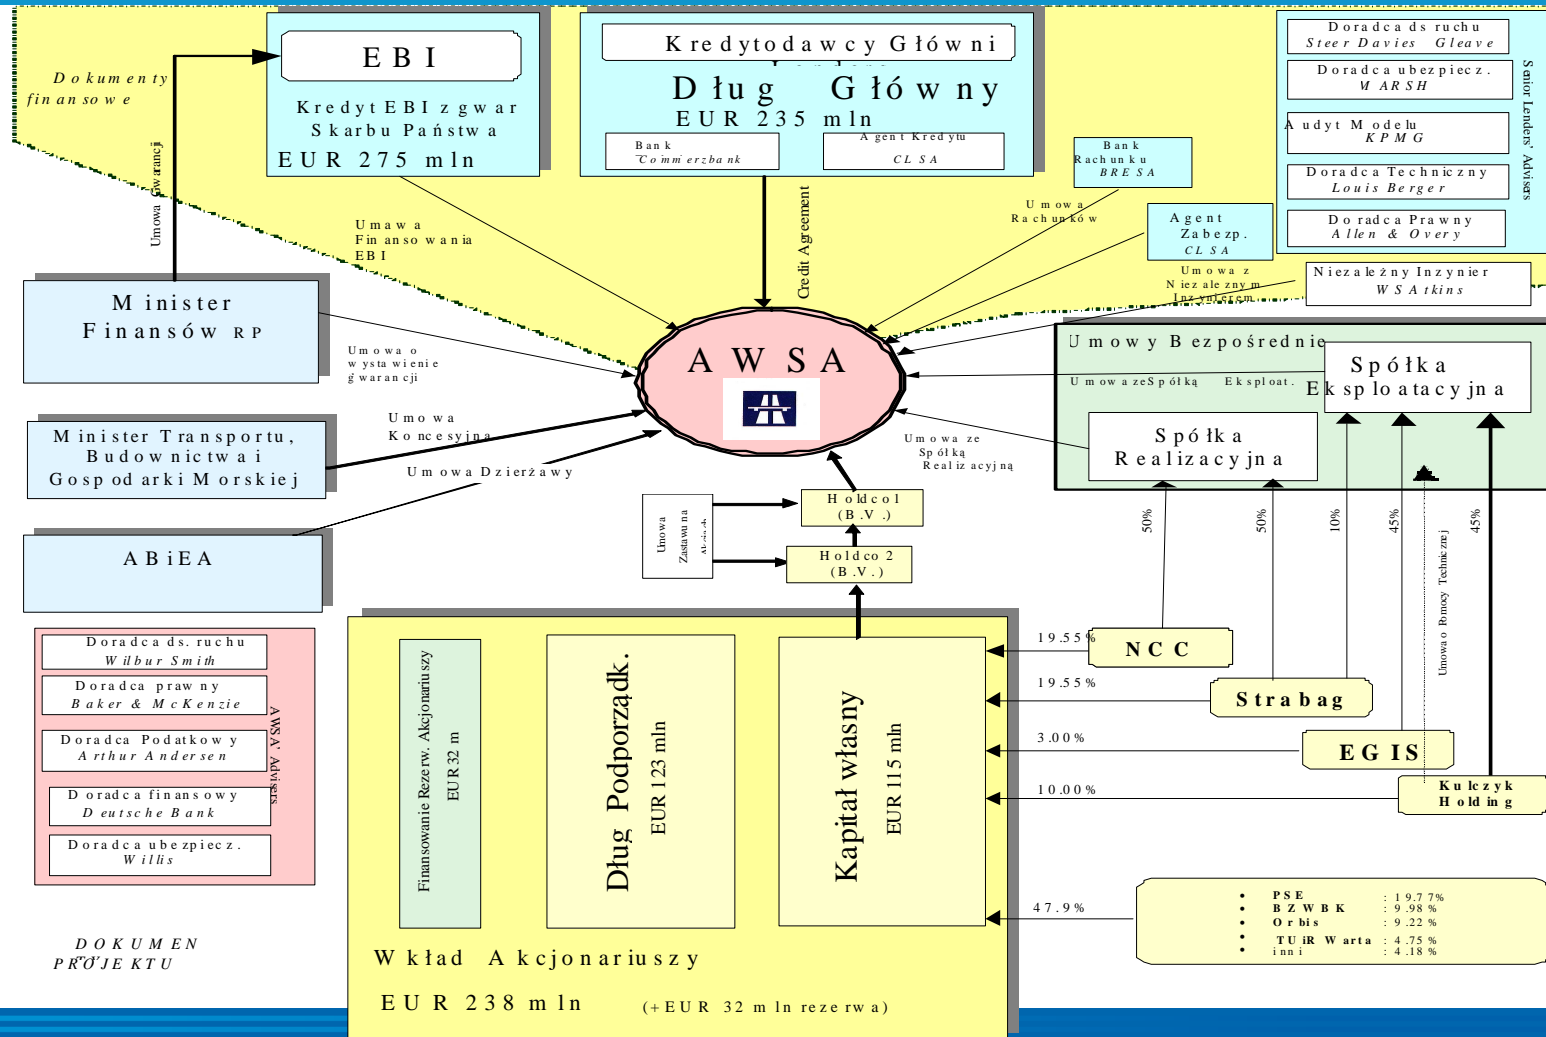 Dokumenty
finansowe
EBI
Kredyt EBI z gwar
Skarbu Państwa
EUR 275 mln
Kredytodawcy Główni
Dług Główny
EUR 235 mln
Bank
Commerzbank
Agent Kredytu
CL SA
Bank
Rachunku
BRE SA
Agent
Zabezp.
CL SA
Doradca ds ruchu
Steer Davies Gleave
Doradca ubezpiecz.
MARSH
Audyt Modelu
KPMG
Doradca Techniczny
Louis Berger
Doradca Prawny
Allen & Overy
Senior Lenders' Advisers
Niezależny Inzynier
WS Atkins
Umowa Gwarancji
Umawa
Finansowania
EBI
Credit Agreement
Umowa
Rachunków
Umowa z
Niezależnym
Inzynierem
Minister
Finansów RP
Umowa o
wystawienie
gwarancji
AWSA
Umowy Bezpośrednie
Spółka
Eksploatacyjna
Umowa ze Spółką Eksploat.
Spółka
Realizacyjna
Umowa ze
Spółką
Realizacyjną
Minister Transportu,
Budownictwa i
Gospodarki Morskiej
Umowa
Koncesyjna
Umowa Dzierżawy
ABiEA
Umowa
Zastawu na
Holdco1
(B.V.)
Holdco 2
(B.V.)
50%
50%
10%
45%
45%
Umowa o Pomocy Technicznej
Doradca ds. ruchu
Wilbur Smith
Doradca prawny
Baker & McKenzie
Doradca Podatkowy
Arthur Andersen
Doradca finansowy
Deutsche Bank
Doradca ubezpiecz.
Willis
AWSA' Advisers
Finansowanie Rezerw. Akcjonariuszy
EUR 32 m
Dług Podporządk.
EUR 123 mln
Kapitał własny
EUR 115 mln
19.55%
NCC
19.55%
Strabag
3.00%
EGIS
10.00%
Kulczyk
Holding
47.9%
• PSE : 19.77%
• BZWBK : 9.98 %
• Orbis : 9.22 %
• TUiR Warta : 4.75 %
• inni : 4.18 %
DOKUMEN
PROJEKTU
Wkład Akcjonariuszy
EUR 238 mln (+EUR 32 mln rezerwa)